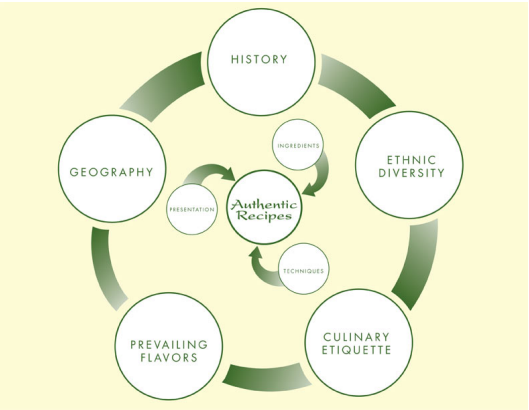 HISTORY
INGREDIENTS
ETHNIC
DIVERSITY
GEOGRAPHY
PRESENTATION
Authentic
Recipes
TECHNIQUES
PREVAILING
FLAVORS
CULINARY
ETIQUETTE